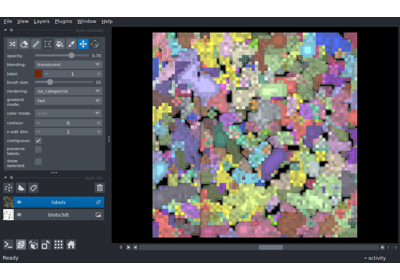 File View Layers Plugins Window Help
opacity: 0.70
blending: translucent
label: 1
brush size: 10
rendering: iso_categorical
gradient mode: fast
color mode:
contour: 0
n edit dim: 2
contiguous:
preserve labels:
show selected:
labels
blobs3dt
Ready
activity